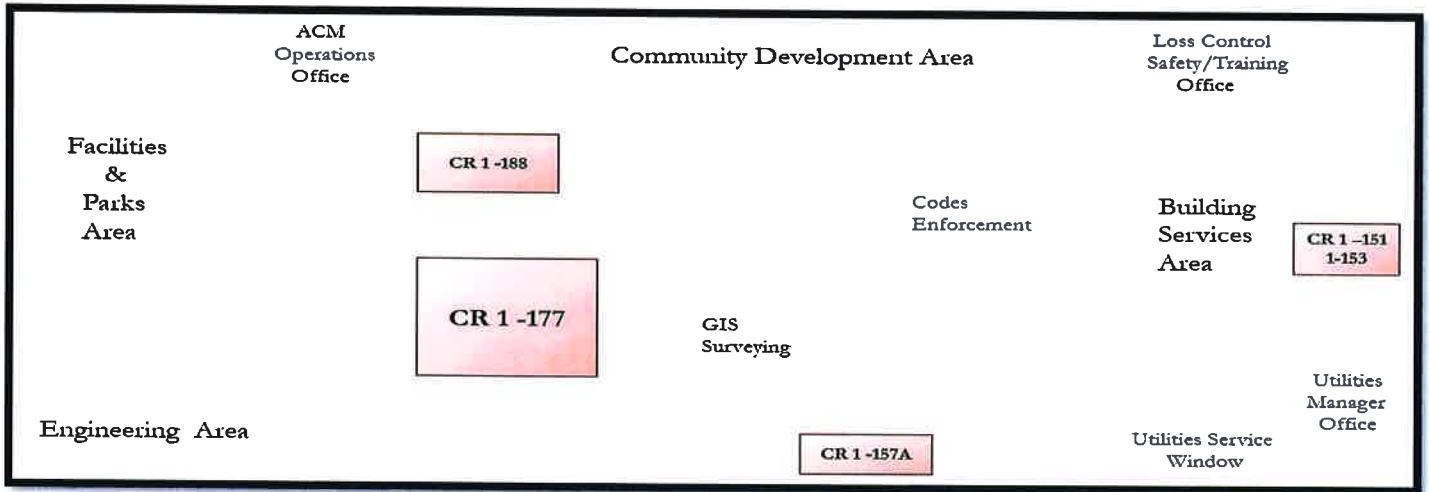 ACM
Operations
Office
Community Development Area
Loss Control
Safety/Training
Office
Facilities
&
Parks
Area
CR 1 -188
Codes
Enforcement
Building
Services
Area
CR 1 –151
1-153
CR 1 -177
GIS
Surveying
Utilities
Manager
Office
Engineering Area
CR 1 -157A
Utilities Service
Window